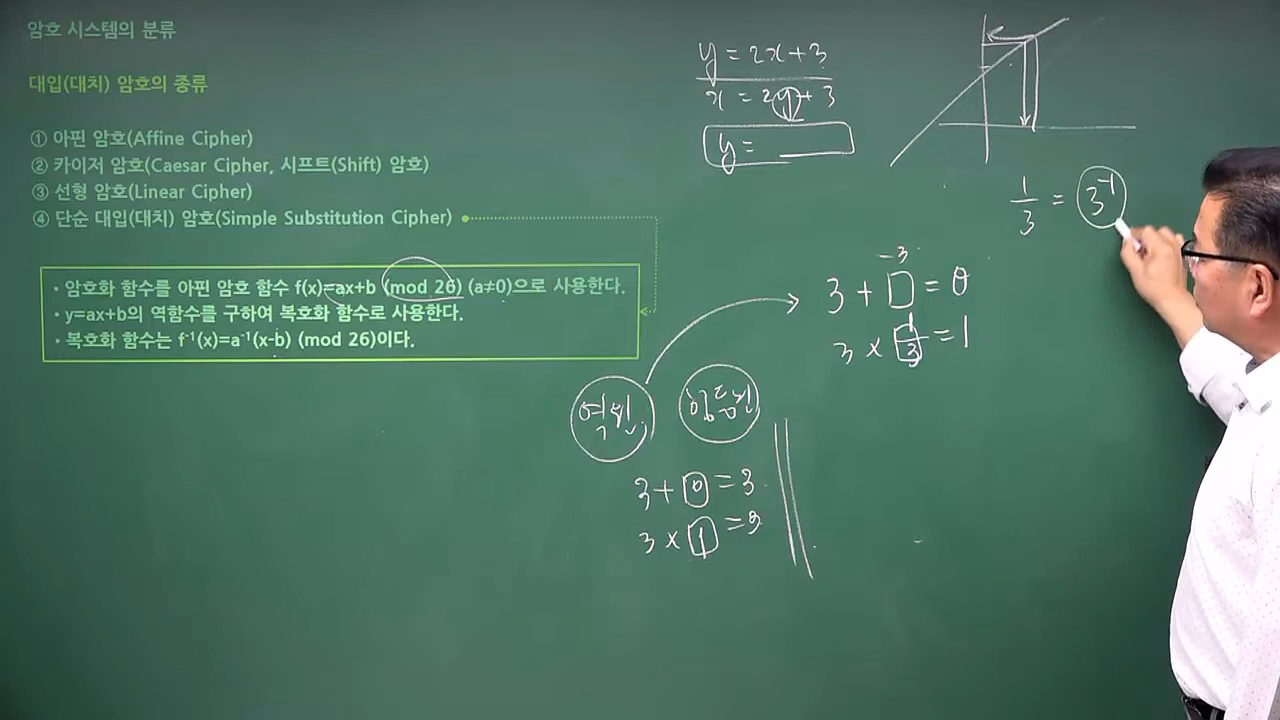 암호 시스템의 분류
대입(대치) 암호의 종류
① 아핀 암호(Affine Cipher)
② 카이저 암호(Caesar Cipher, 시프트(Shift) 암호)
③ 선형 암호(Linear Cipher)
④ 단순 대입(대치) 암호(Simple Substitution Cipher)
· 암호화 함수를 아핀 암호 함수 f(x)=ax+b (mod 26) (a≠0)으로 사용한다.
· y=ax+b의 역함수를 구하여 복호화 함수로 사용한다.
· 복호화 함수는 f⁻¹(x)=a⁻¹(x-b) (mod 26)이다.
y=2x+3
x=2y+3
y=
1/3 = 3⁻¹
-3
3+□=0
3×1/3=1
역원 항등원
3+0=3
3×1=3